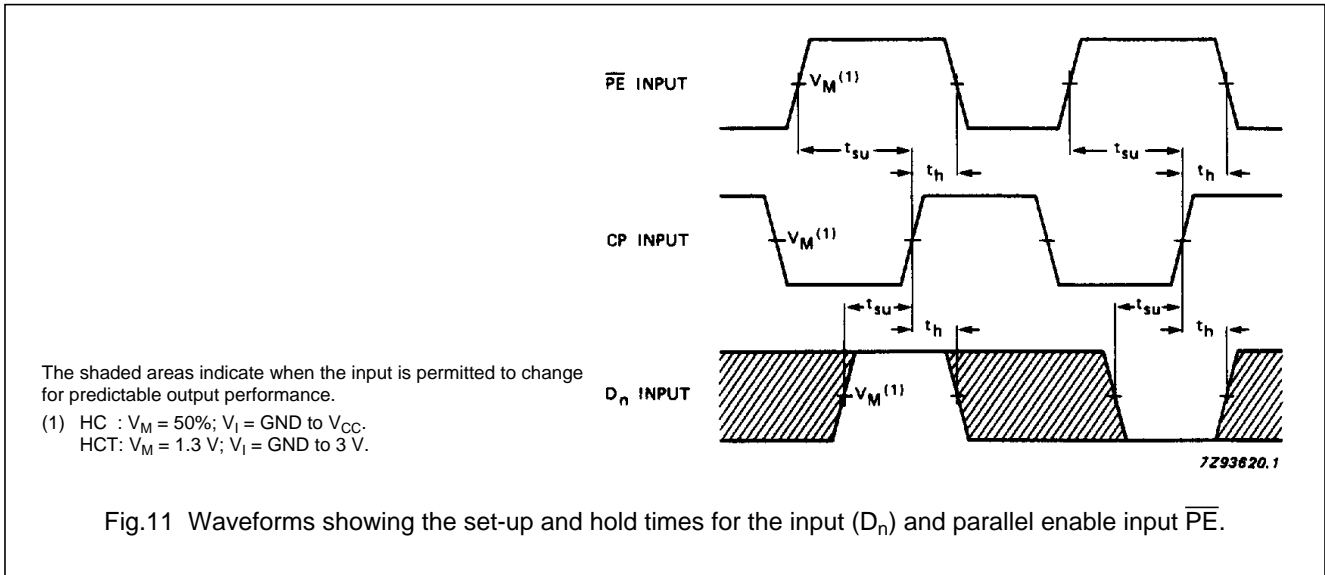 PE INPUT
V_M (1)
t_su
t_su
t_h
t_h
CP INPUT
V_M (1)
t_su
t_su
t_h
t_h
D_n INPUT
V_M (1)
7Z93620.1
The shaded areas indicate when the input is permitted to change
for predictable output performance.
(1) HC : V_M = 50%; V_I = GND to V_CC.
HCT: V_M = 1.3 V; V_I = GND to 3 V.
Fig.11 Waveforms showing the set-up and hold times for the input (D_n) and parallel enable input P̅E̅.